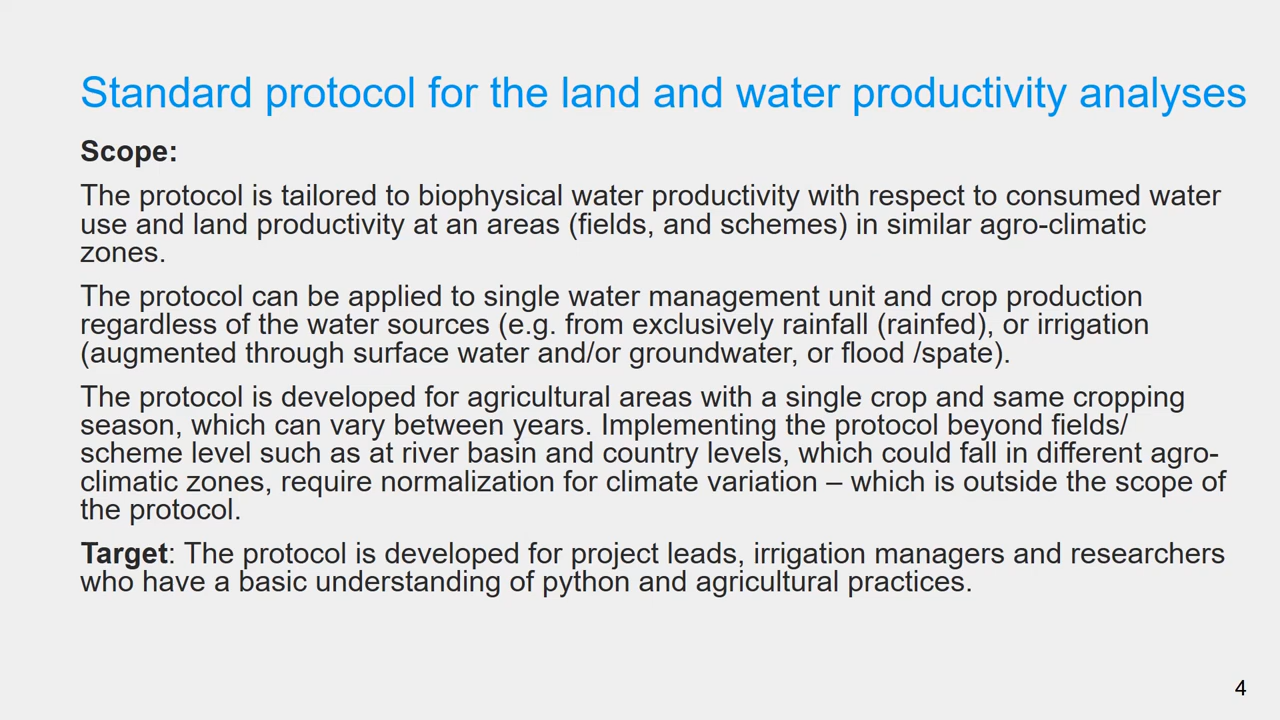 Standard protocol for the land and water productivity analyses
Scope:
The protocol is tailored to biophysical water productivity with respect to consumed water
use and land productivity at an areas (fields, and schemes) in similar agro-climatic
zones.
The protocol can be applied to single water management unit and crop production
regardless of the water sources (e.g. from exclusively rainfall (rainfed), or irrigation
(augmented through surface water and/or groundwater, or flood /spate).
The protocol is developed for agricultural areas with a single crop and same cropping
season, which can vary between years. Implementing the protocol beyond fields/
scheme level such as at river basin and country levels, which could fall in different agro-
climatic zones, require normalization for climate variation – which is outside the scope of
the protocol.
Target: The protocol is developed for project leads, irrigation managers and researchers
who have a basic understanding of python and agricultural practices.
4